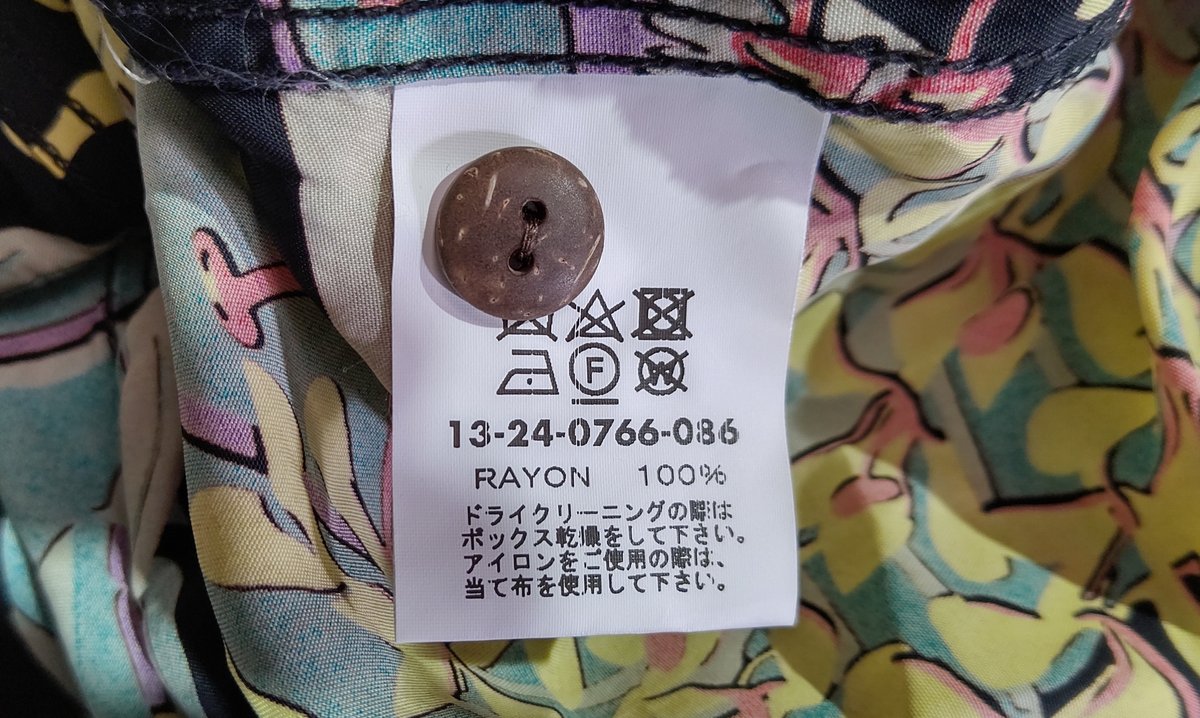 F W
13-24-0766-086
RAYON 100%
ドライクリーニングの際は
ボックス乾燥をして下さい。
アイロンをご使用の際は、
当て布を使用して下さい。